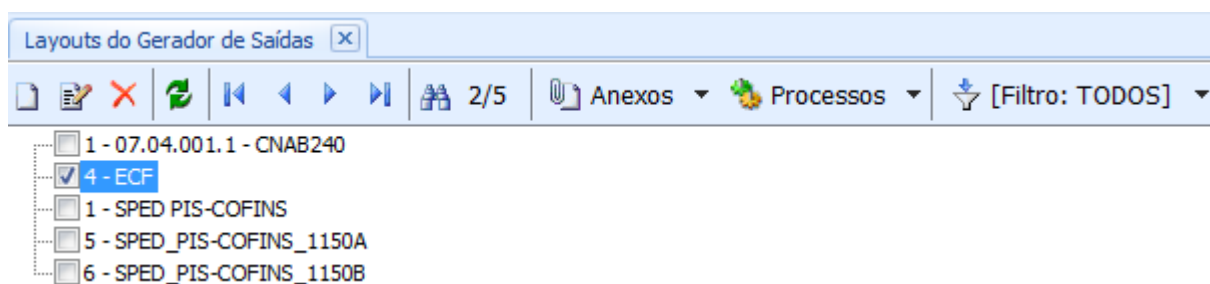 Layouts do Gerador de Saídas
2/5 Anexos Processos [Filtro: TODOS]
1 - 07.04.001.1 - CNAB240
4 - ECF
1 - SPED PIS-COFINS
5 - SPED_PIS-COFINS_1150A
6 - SPED_PIS-COFINS_1150B